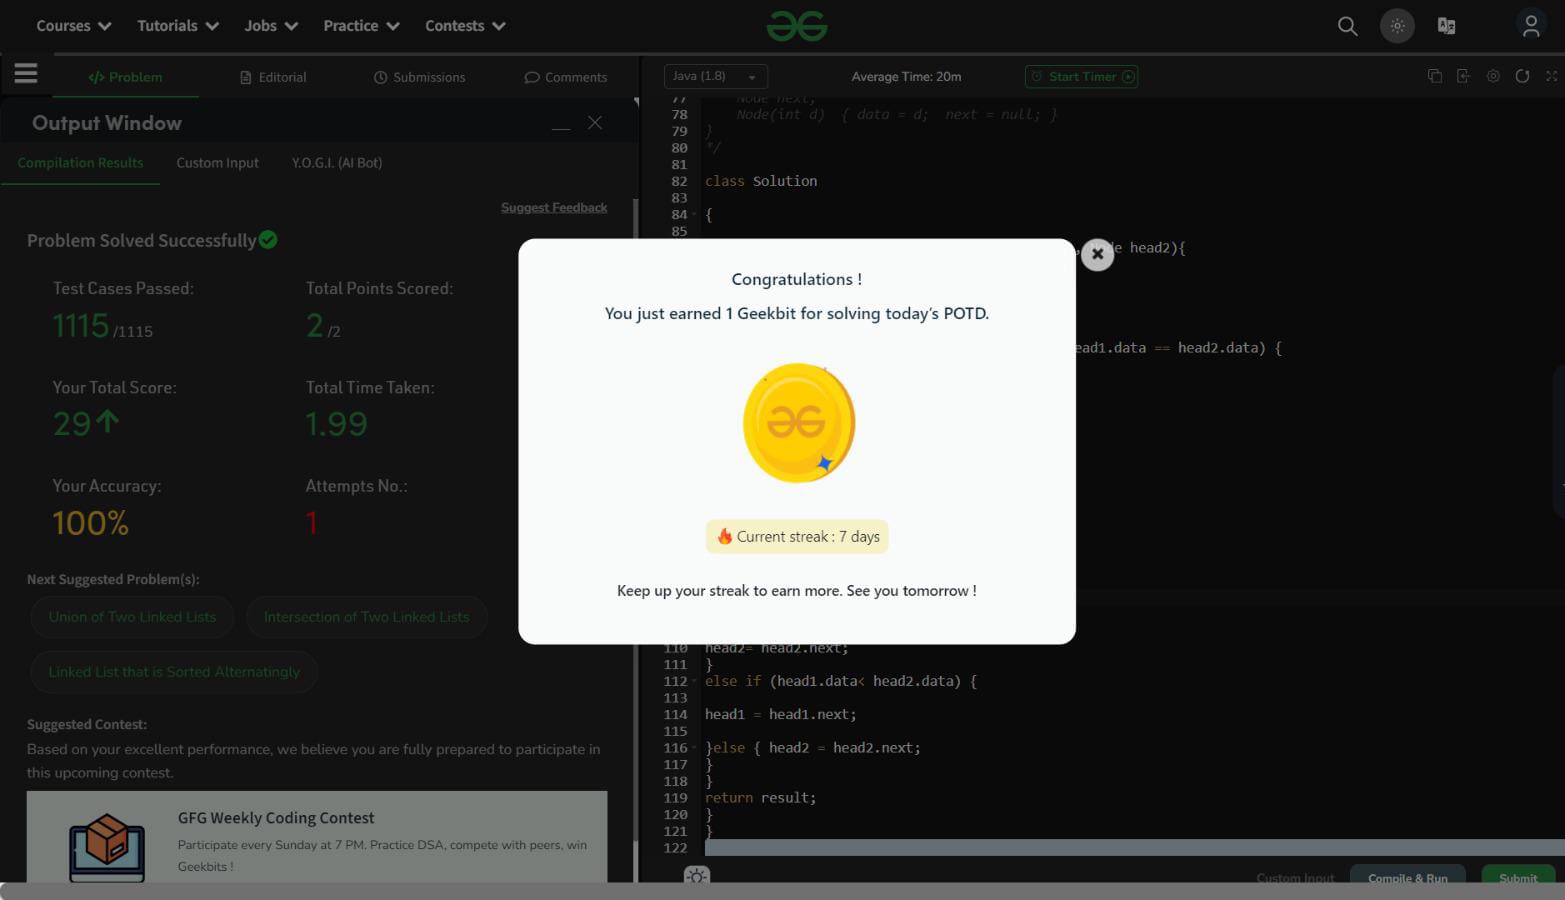 Courses Tutorials Jobs Practice Contests
Problem Editorial Submissions Comments
Java (1.8) Average Time: 20m Start Timer
Output Window
Compilation Results Custom Input Y.O.G.I. (AI Bot)
Suggest Feedback
Problem Solved Successfully
Test Cases Passed: Total Points Scored:
1115 /1115 2 /2
Your Total Score: Total Time Taken:
29 1.99
Your Accuracy: Attempts No.:
100% 1
Next Suggested Problem(s):
Union of Two Linked Lists Intersection of Two Linked Lists
Linked List that is Sorted Alternatingly
Suggested Contest:
Based on your excellent performance, we believe you are fully prepared to participate in
this upcoming contest.
GFG Weekly Coding Contest
Participate every Sunday at 7 PM. Practice DSA, compete with peers, win
Geekbits !
Congratulations !
You just earned 1 Geekbit for solving today's POTD.
Current streak : 7 days
Keep up your streak to earn more. See you tomorrow !
77 Node next;
78 Node(int d) { data = d; next = null; }
79 }
80 */
81
82 class Solution
83
84 {
85
head2){
head1.data == head2.data) {
110 head2= head2.next;
111 }
112 else if (head1.data< head2.data) {
113
114 head1 = head1.next;
115
116 }else { head2 = head2.next;
117 }
118 }
119 return result;
120 }
121 }
122
Custom Input Compile & Run Submit